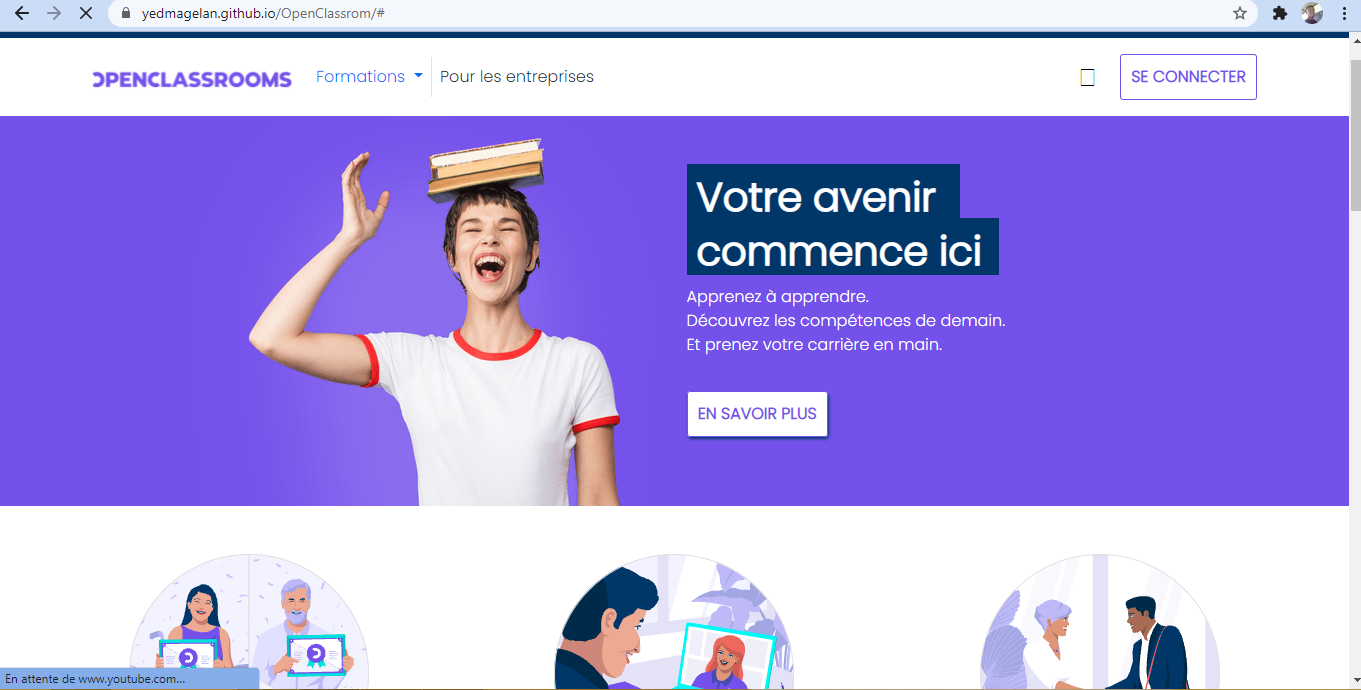 yedmagelan.github.io/OpenClassrom/#
OPENCLASSROOMS
Formations
Pour les entreprises
SE CONNECTER
Votre avenir
commence ici
Apprenez à apprendre.
Découvrez les compétences de demain.
Et prenez votre carrière en main.
EN SAVOIR PLUS
En attente de www.youtube.com...